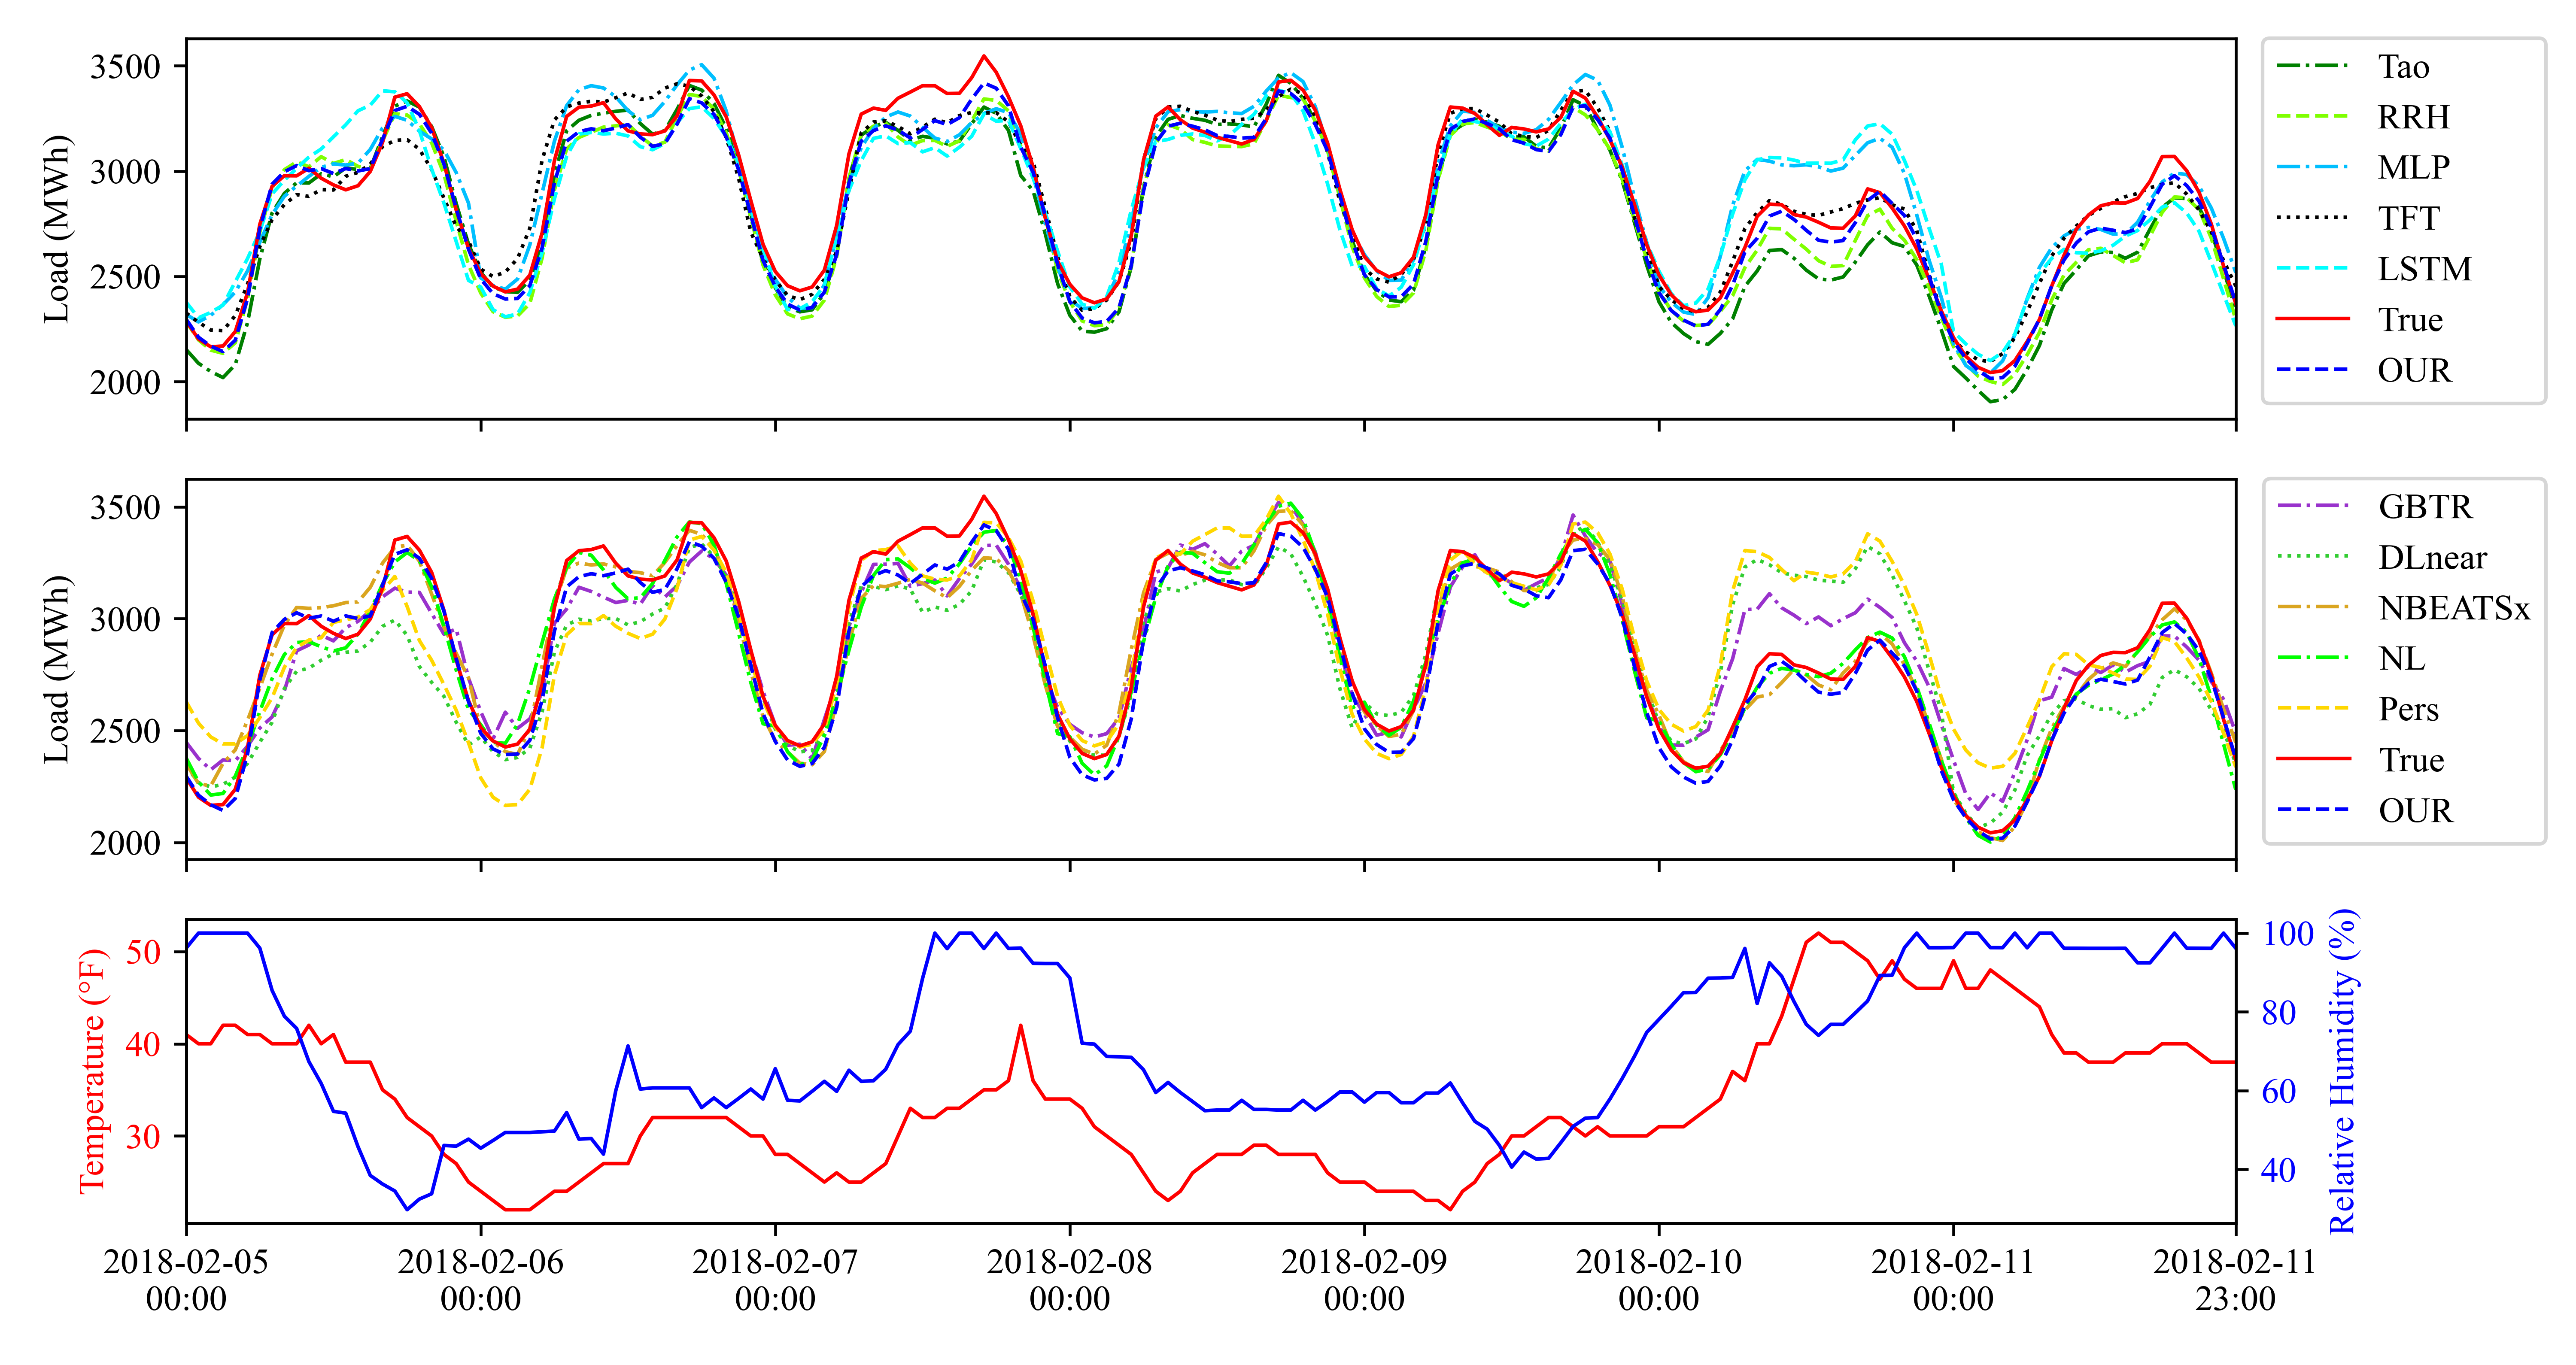 Load (MWh)
3500
3000
2500
2000
Tao
RRH
MLP
TFT
LSTM
True
OUR
Load (MWh)
3500
3000
2500
2000
GBTR
DLnear
NBEATSx
NL
Pers
True
OUR
Temperature (°F)
50
40
30
100
80
60
40
Relative Humidity (%)
2018-02-05 2018-02-06 2018-02-07 2018-02-08 2018-02-09 2018-02-10 2018-02-11 2018-02-11
00:00 00:00 00:00 00:00 00:00 00:00 00:00 23:00